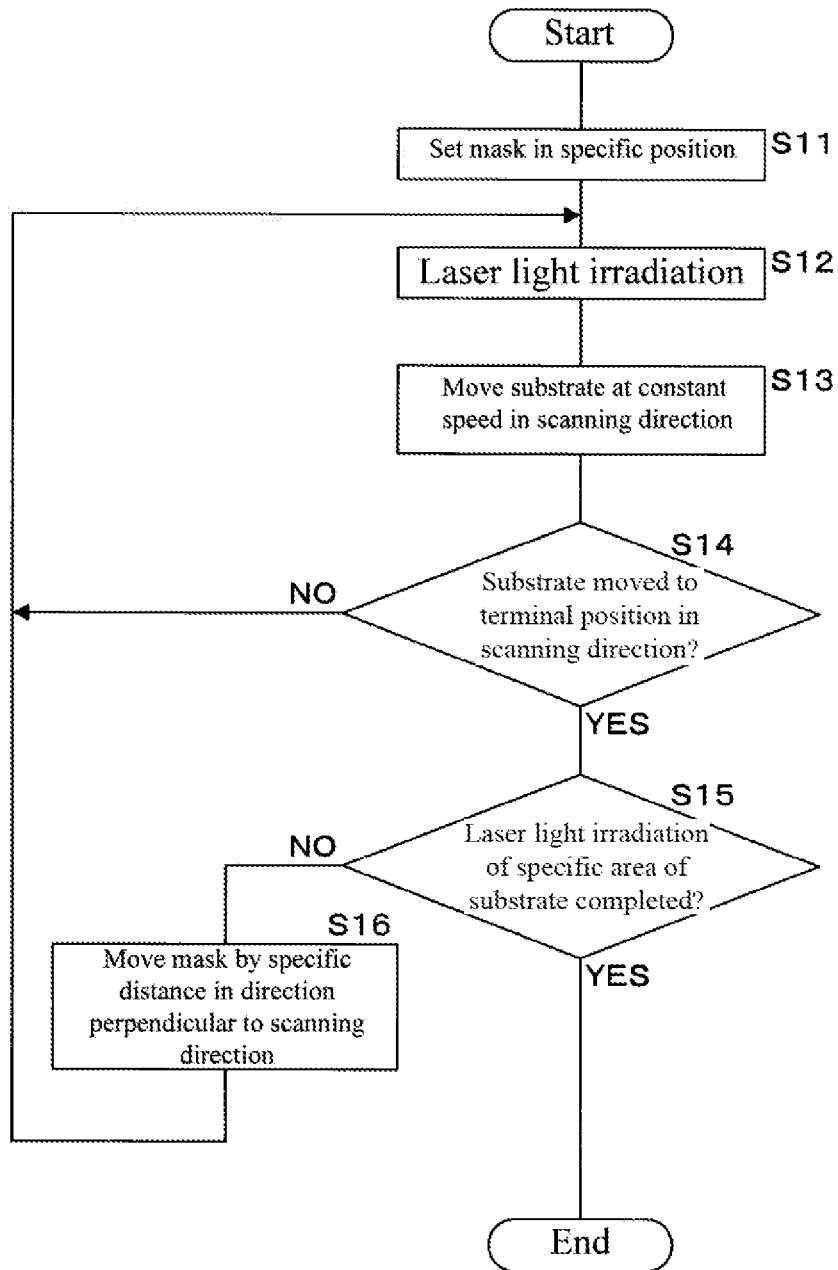 Start
Set mask in specific position
S11
Laser light irradiation
S12
Move substrate at constant
speed in scanning direction
S13
S14
Substrate moved to
terminal position in
scanning direction?
NO
YES
S15
Laser light irradiation
of specific area of
substrate completed?
NO
YES
S16
Move mask by specific
distance in direction
perpendicular to scanning
direction
End